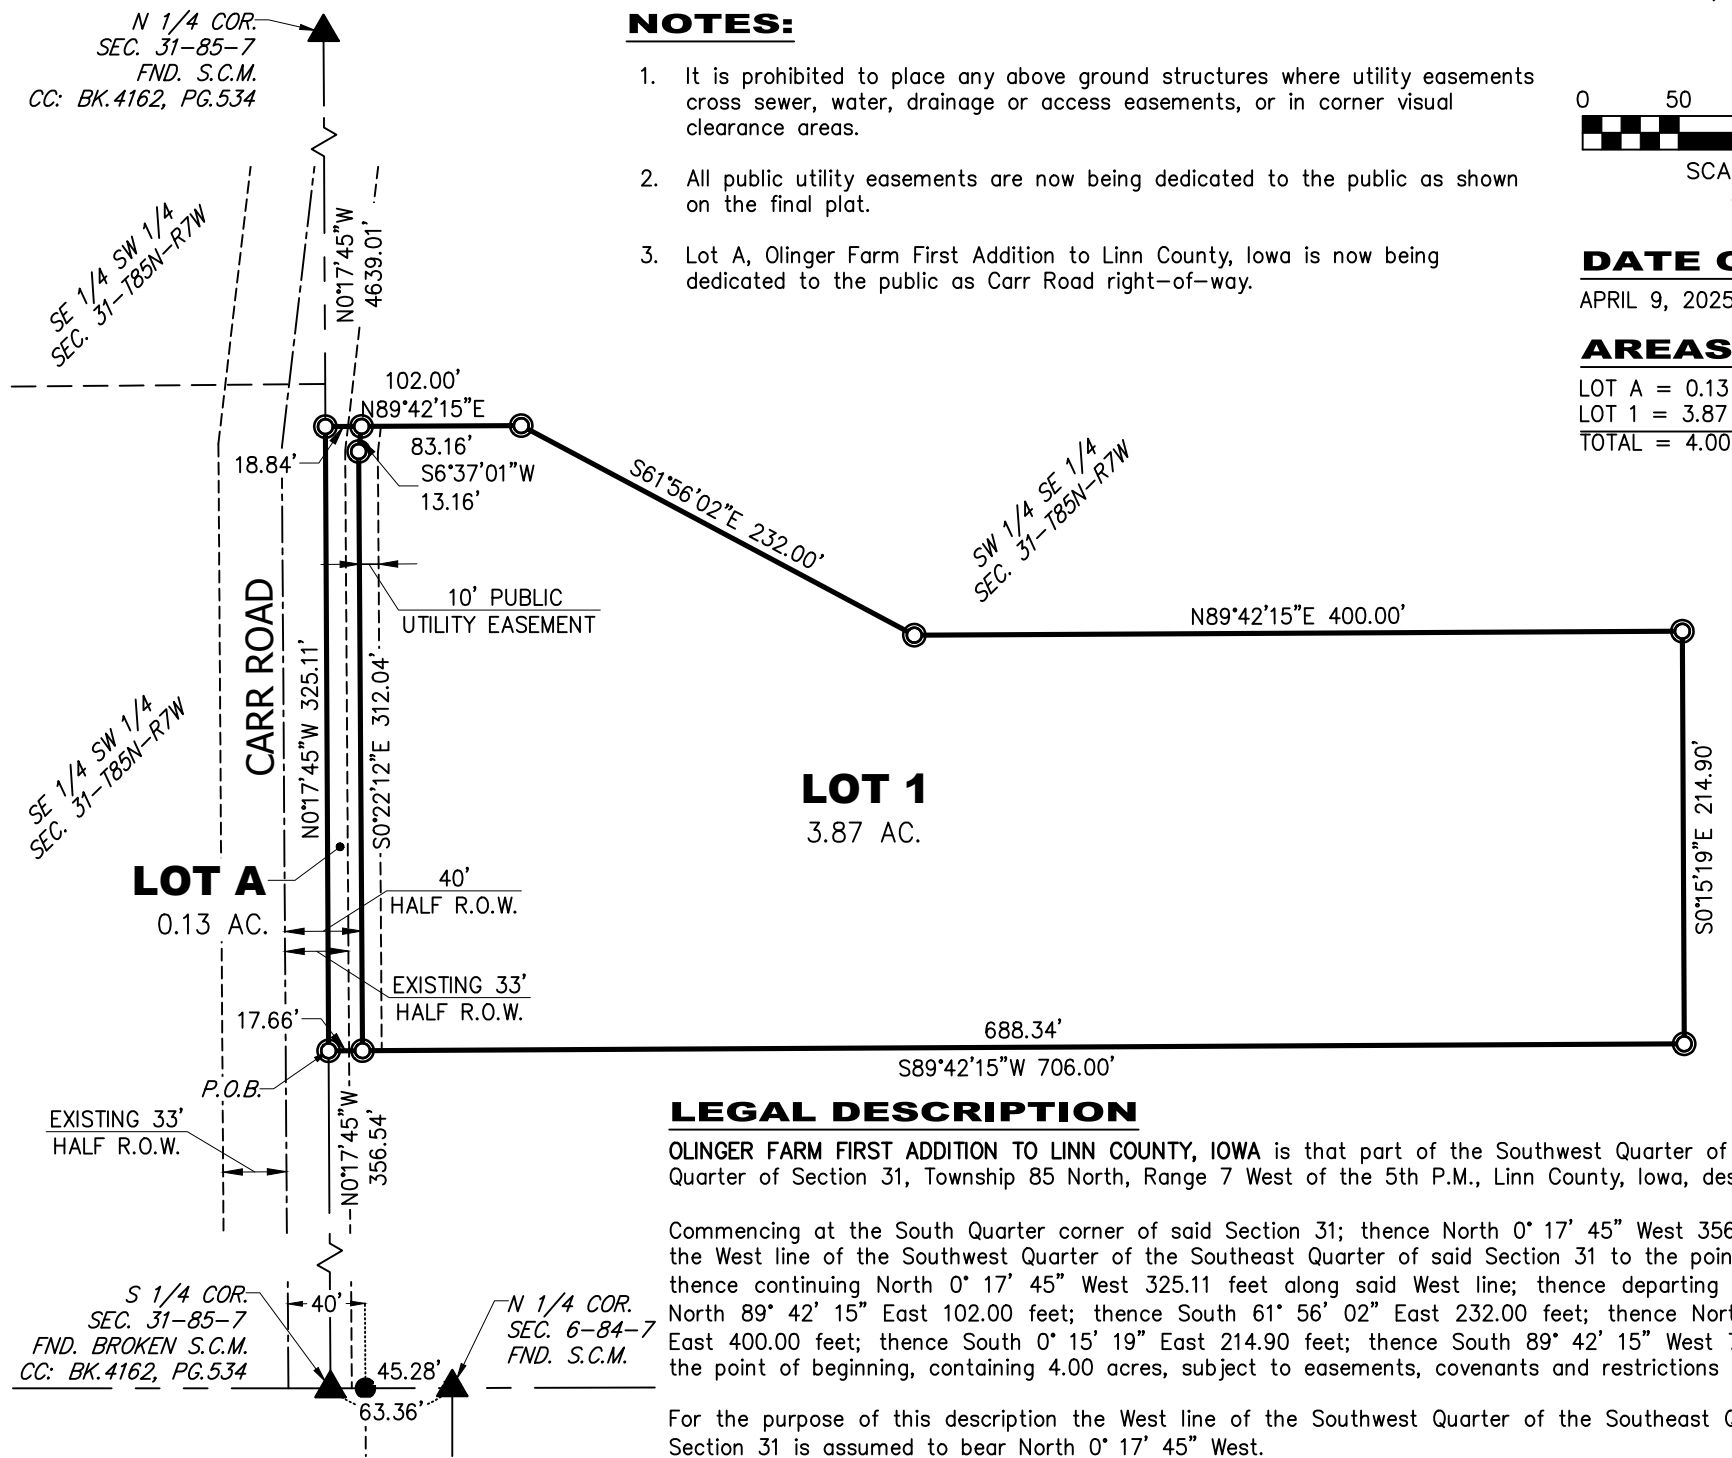 N 1/4 COR.
SEC. 31-85-7
FND. S.C.M.
CC: BK.4162, PG.534
NOTES:
1. It is prohibited to place any above ground structures where utility easements
cross sewer, water, drainage or access easements, or in corner visual
clearance areas.
2. All public utility easements are now being dedicated to the public as shown
on the final plat.
3. Lot A, Olinger Farm First Addition to Linn County, Iowa is now being
dedicated to the public as Carr Road right-of-way.
0 50
SCA
DATE
APRIL 9, 2025
AREAS
LOT A = 0.13
LOT 1 = 3.87
TOTAL = 4.00
SE 1/4 SW 1/4
SEC. 31-T85N-R7W
N0°17'45"W
4639.01'
102.00'
N89°42'15"E
83.16'
18.84'
S6°37'01"W
13.16'
S61°56'02"E 232.00'
SW 1/4 SE 1/4
SEC. 31-T85N-R7W
N89°42'15"E 400.00'
10' PUBLIC
UTILITY EASEMENT
CARR ROAD
N0°17'45"W 325.11'
S0°22'12"E 312.04'
SE 1/4 SW 1/4
SEC. 31-T85N-R7W
LOT 1
3.87 AC.
S0°15'19"E 214.90'
LOT A
0.13 AC.
40'
HALF R.O.W.
EXISTING 33'
HALF R.O.W.
17.66'
688.34'
S89°42'15"W 706.00'
P.O.B.
EXISTING 33'
HALF R.O.W.
N0°17'45"W
356.54'
LEGAL DESCRIPTION
OLINGER FARM FIRST ADDITION TO LINN COUNTY, IOWA is that part of the Southwest Quarter of
Quarter of Section 31, Township 85 North, Range 7 West of the 5th P.M., Linn County, Iowa, des
Commencing at the South Quarter corner of said Section 31; thence North 0° 17' 45" West 356
the West line of the Southwest Quarter of the Southeast Quarter of said Section 31 to the poin
thence continuing North 0° 17' 45" West 325.11 feet along said West line; thence departing
North 89° 42' 15" East 102.00 feet; thence South 61° 56' 02" East 232.00 feet; thence Nort
East 400.00 feet; thence South 0° 15' 19" East 214.90 feet; thence South 89° 42' 15" West 7
the point of beginning, containing 4.00 acres, subject to easements, covenants and restrictions
For the purpose of this description the West line of the Southwest Quarter of the Southeast Q
Section 31 is assumed to bear North 0° 17' 45" West.
S 1/4 COR.
SEC. 31-85-7
FND. BROKEN S.C.M.
CC: BK.4162, PG.534
40'
N 1/4 COR.
SEC. 6-84-7
FND. S.C.M.
45.28'
63.36'